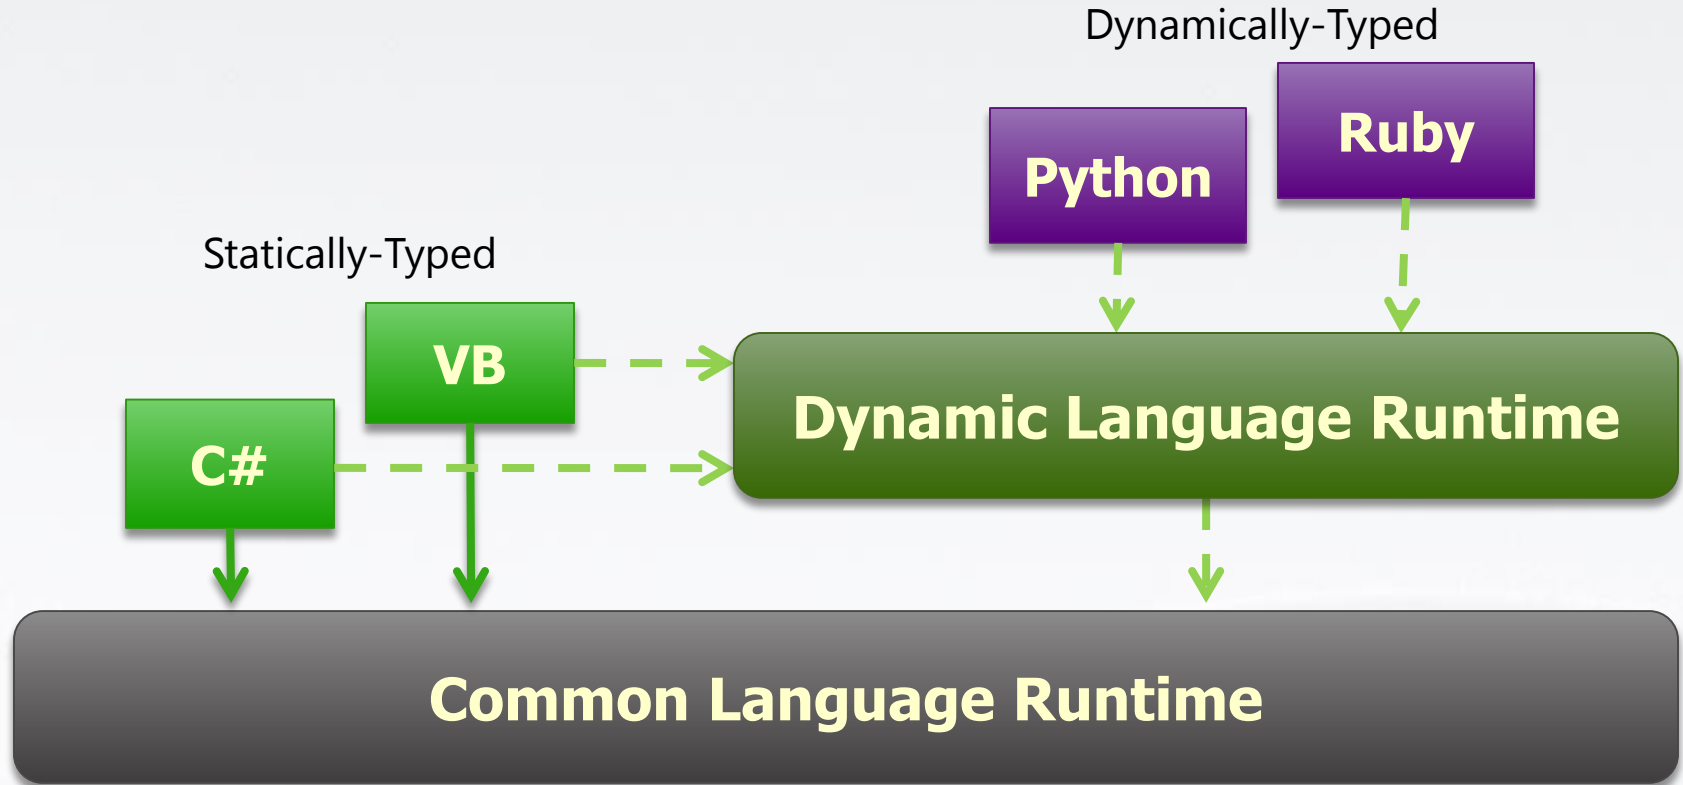 Dynamically-Typed
Ruby
Python
Statically-Typed
VB
C#
Dynamic Language Runtime
Common Language Runtime